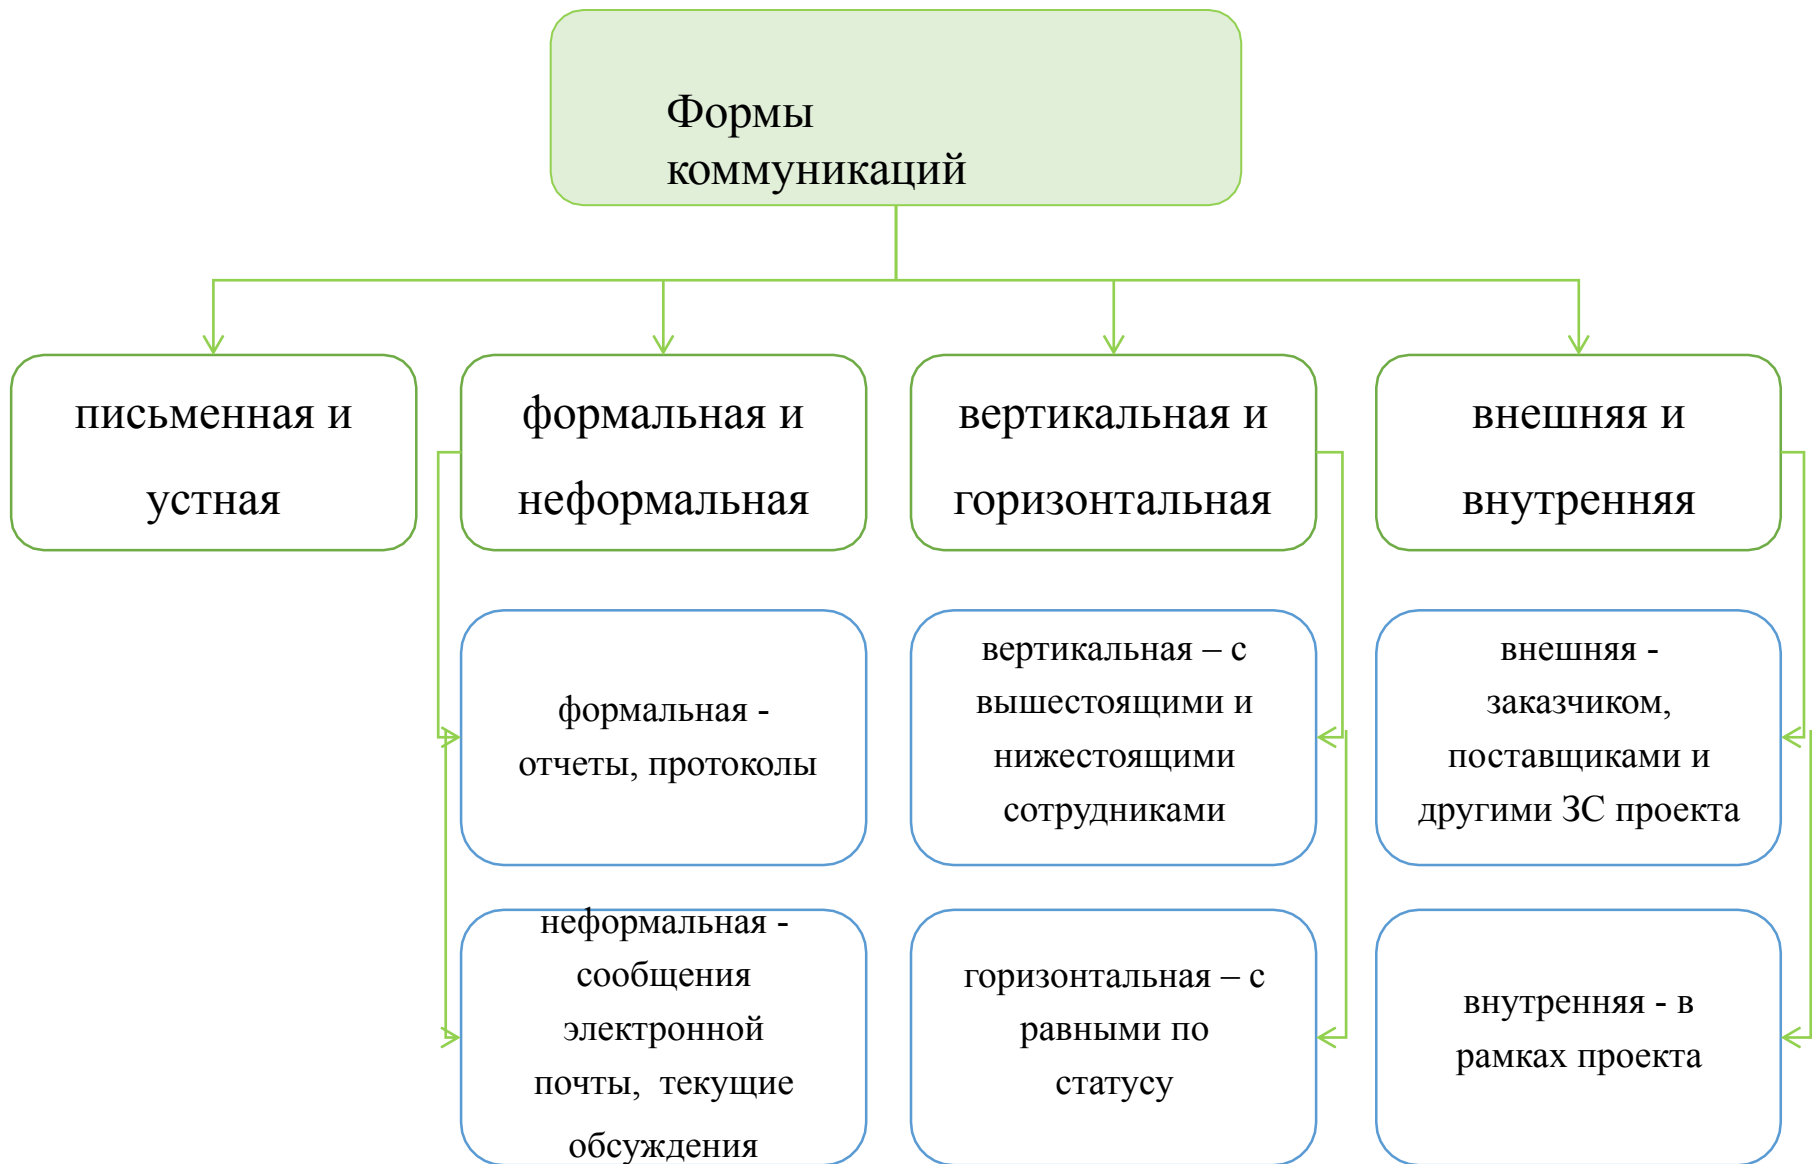 Формы
коммуникаций
письменная и
устная
формальная и
неформальная
вертикальная и
горизонтальная
внешняя и
внутренняя
формальная -
отчеты, протоколы
вертикальная – с
вышестоящими и
нижестоящими
сотрудниками
внешняя -
заказчиком,
поставщиками и
другими ЗС проекта
неформальная -
сообщения
электронной
почты,  текущие
обсуждения
горизонтальная – с
равными по
статусу
внутренняя - в
рамках проекта